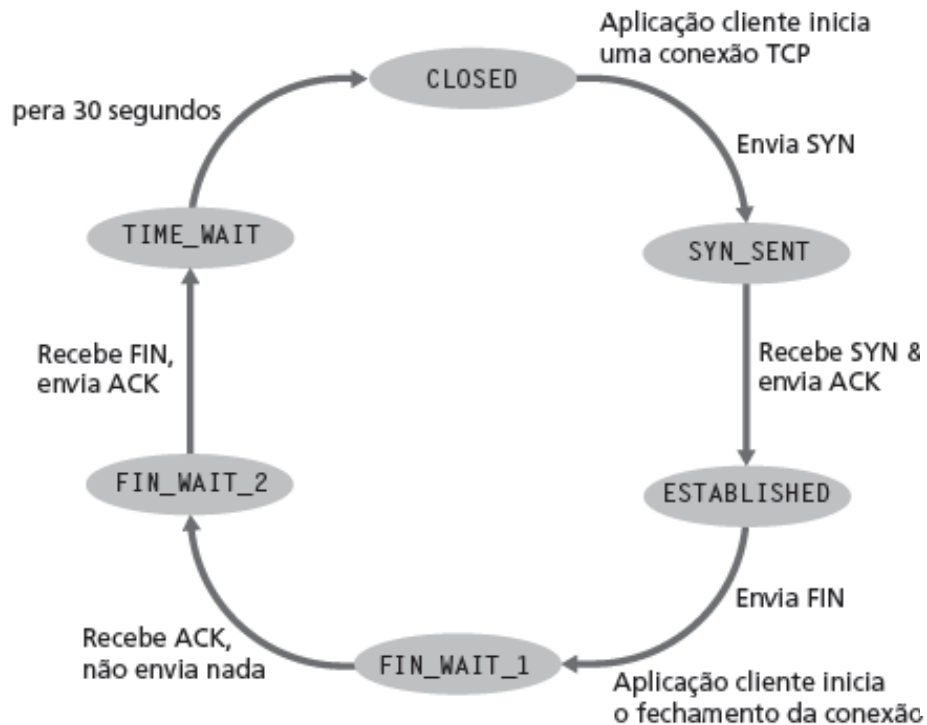 Aplicação cliente inicia
uma conexão TCP
CLOSED
pera 30 segundos
Envia SYN
TIME_WAIT
SYN_SENT
Recebe FIN,
envia ACK
Recebe SYN &
envia ACK
FIN_WAIT_2
ESTABLISHED
Envia FIN
Recebe ACK,
não envia nada
FIN_WAIT_1
Aplicação cliente inicia
o fechamento da conexão